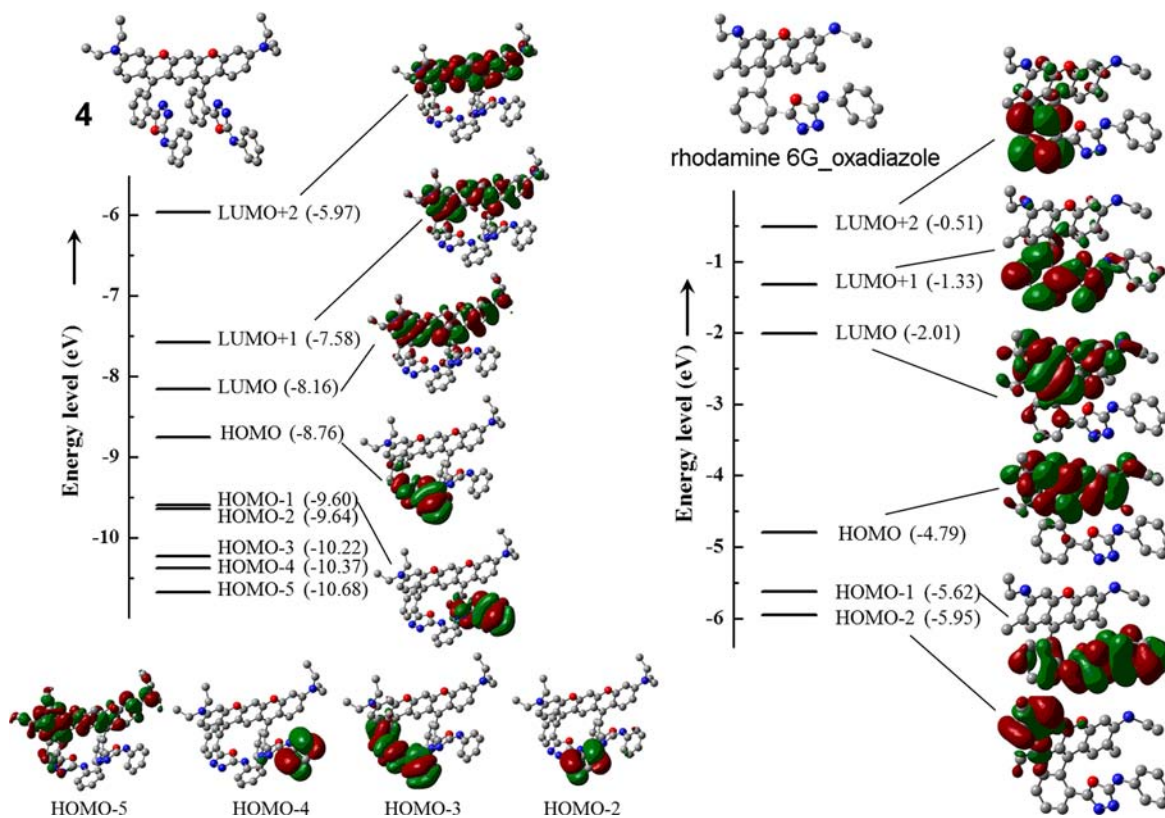 4
Energy level (eV)
-6
-7
-8
-9
-10
LUMO+2 (-5.97)
LUMO+1 (-7.58)
LUMO (-8.16)
HOMO (-8.76)
HOMO-1 (-9.60)
HOMO-2 (-9.64)
HOMO-3 (-10.22)
HOMO-4 (-10.37)
HOMO-5 (-10.68)
HOMO-5 HOMO-4 HOMO-3 HOMO-2
rhodamine 6G_oxadiazole
Energy level (eV)
-1
-2
-3
-4
-5
-6
LUMO+2 (-0.51)
LUMO+1 (-1.33)
LUMO (-2.01)
HOMO (-4.79)
HOMO-1 (-5.62)
HOMO-2 (-5.95)